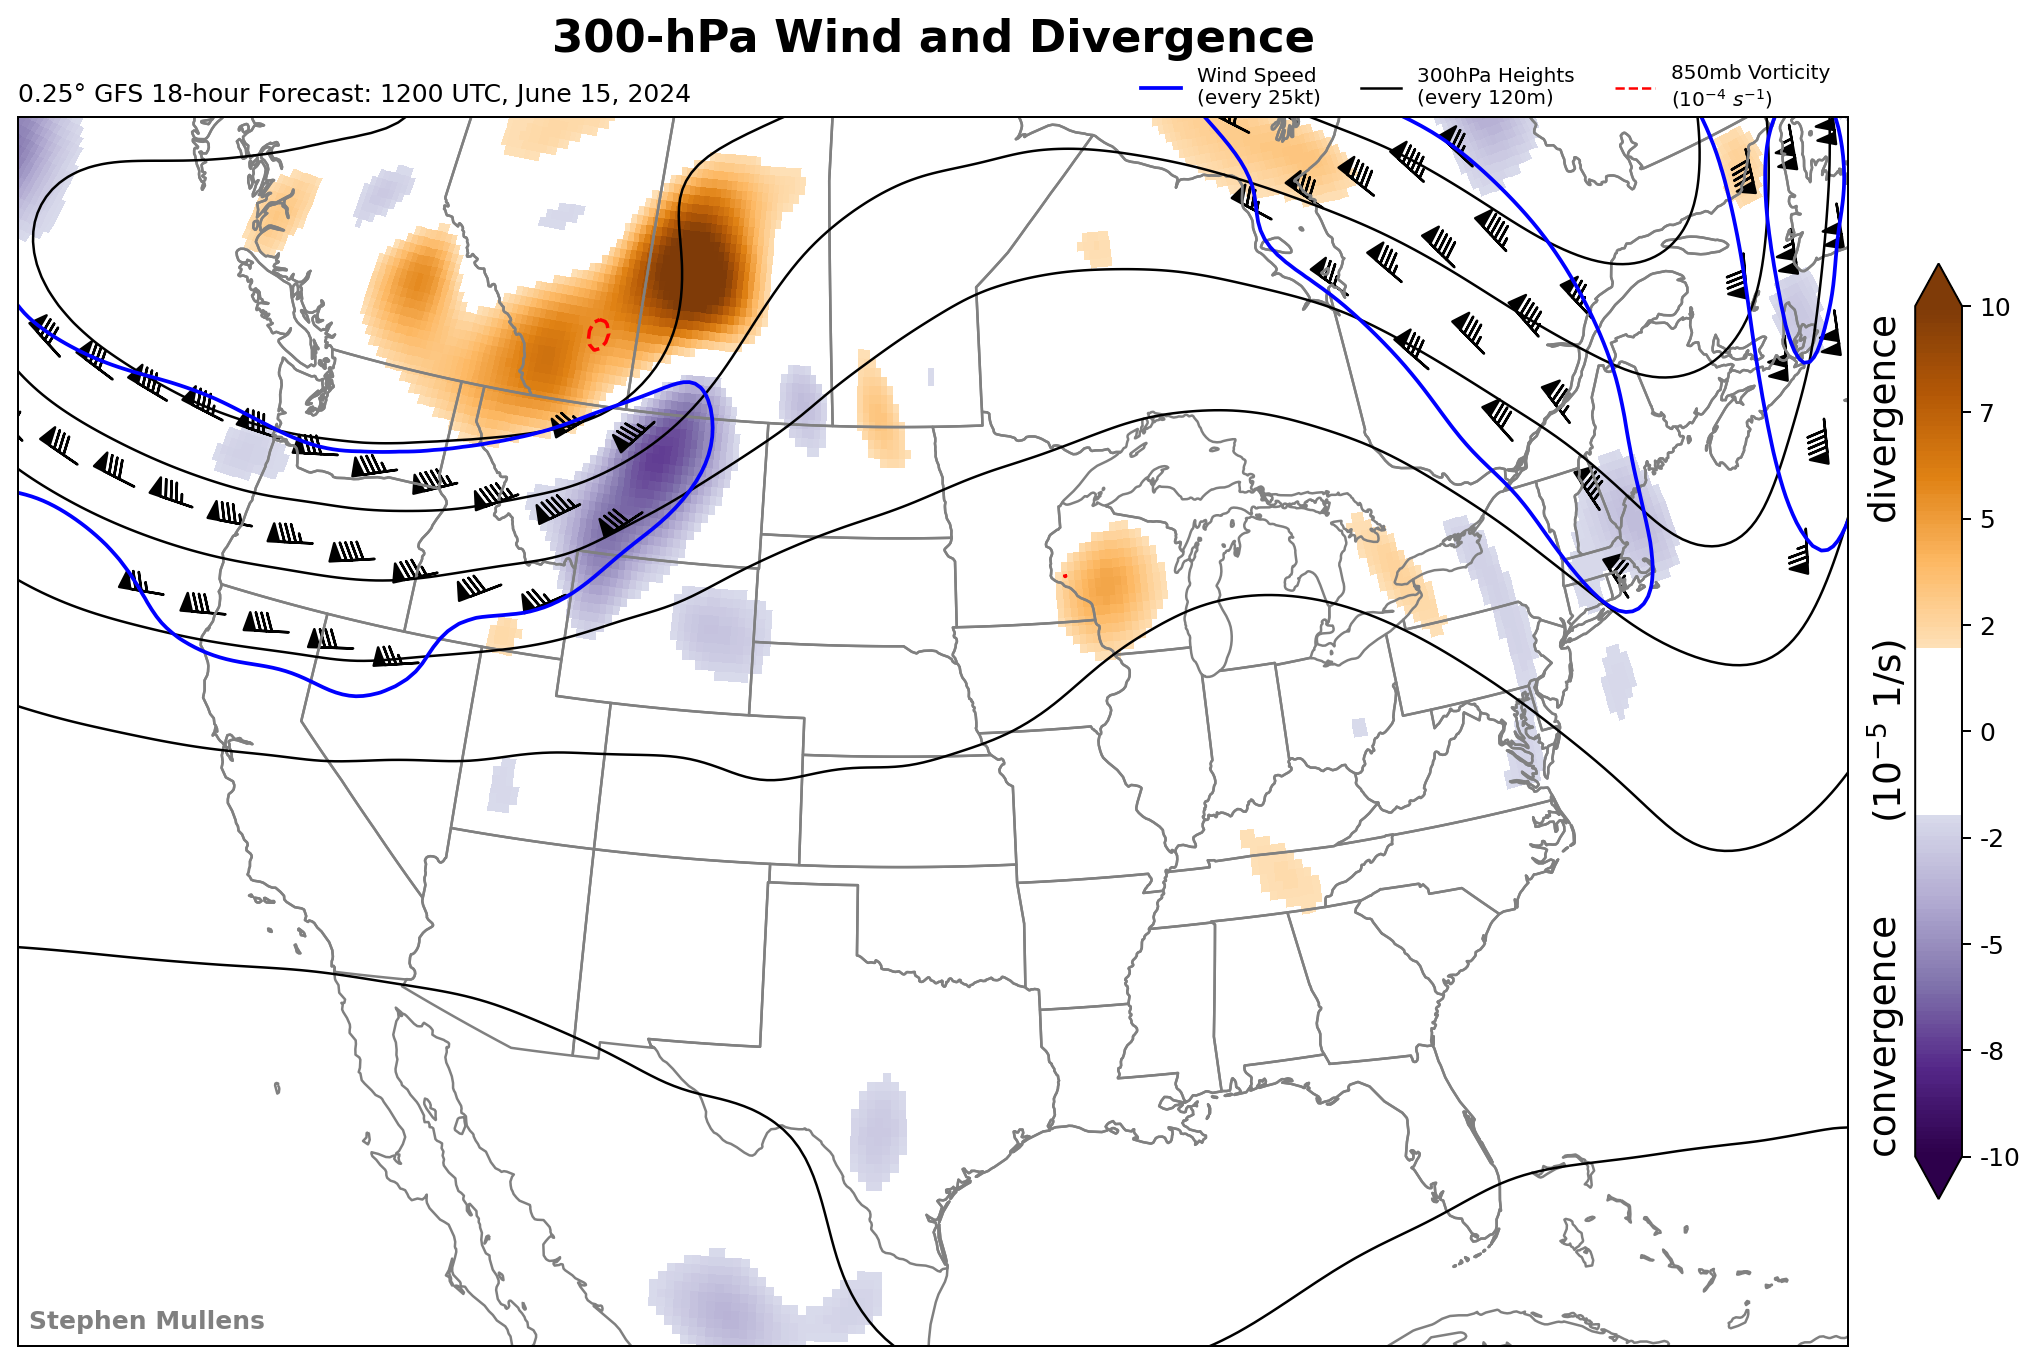 300-hPa Wind and Divergence
0.25° GFS 18-hour Forecast: 1200 UTC, June 15, 2024
Wind Speed
(every 25kt)
300hPa Heights
(every 120m)
850mb Vorticity
(10⁻⁴ s⁻¹)
10
7
5
2
0
-2
-5
-8
-10
convergence (10⁻⁵ 1/s) divergence
Stephen Mullens